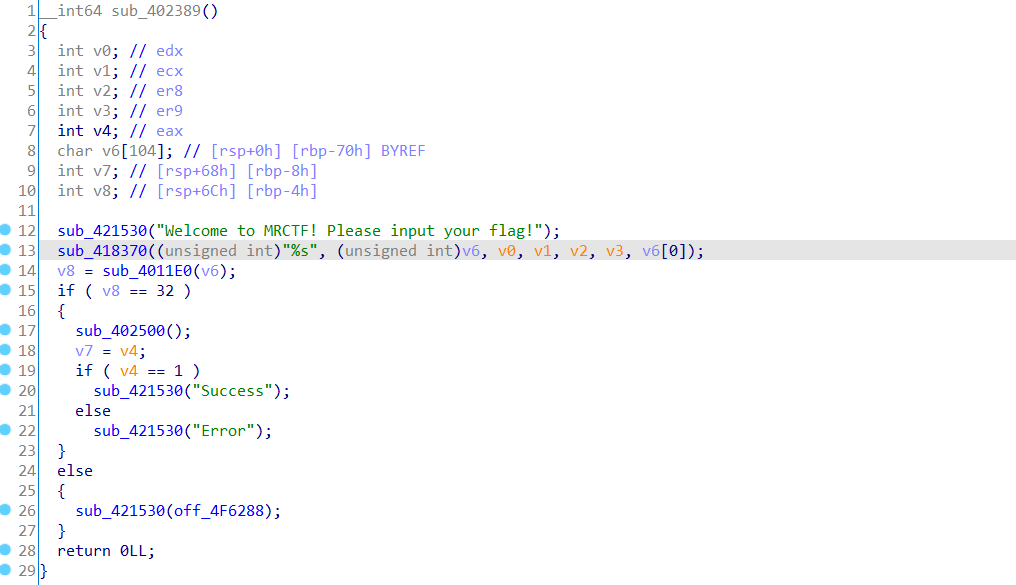 1 __int64 sub_402389()
2 {
3   int v0; // edx
4   int v1; // ecx
5   int v2; // er8
6   int v3; // er9
7   int v4; // eax
8   char v6[104]; // [rsp+0h] [rbp-70h] BYREF
9   int v7; // [rsp+68h] [rbp-8h]
10   int v8; // [rsp+6Ch] [rbp-4h]
11
12   sub_421530("Welcome to MRCTF! Please input your flag!");
13   sub_418370((unsigned int)"%s", (unsigned int)v6, v0, v1, v2, v3, v6[0]);
14   v8 = sub_4011E0(v6);
15   if ( v8 == 32 )
16   {
17     sub_402500();
18     v7 = v4;
19     if ( v4 == 1 )
20       sub_421530("Success");
21     else
22       sub_421530("Error");
23   }
24   else
25   {
26     sub_421530(off_4F6288);
27   }
28   return 0LL;
29 }